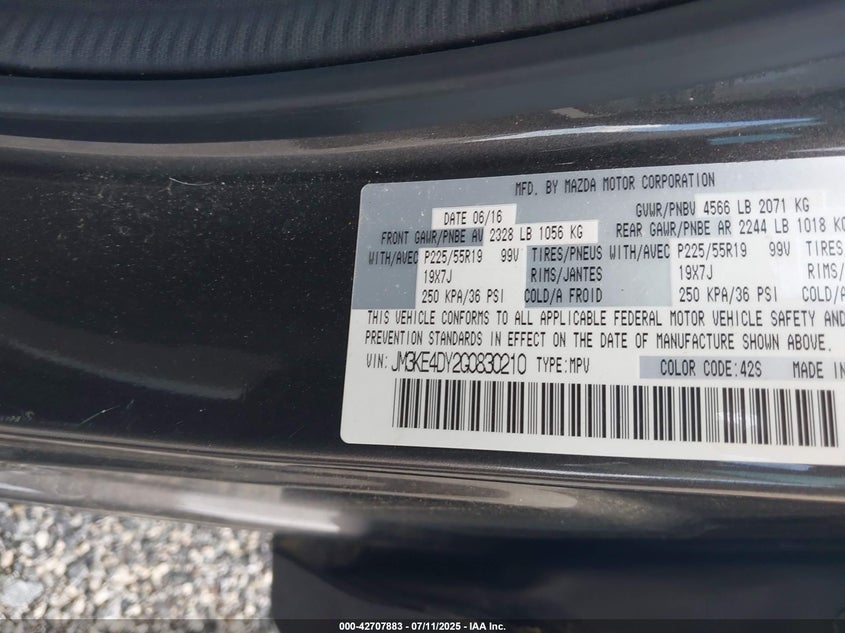 MFD. BY MAZDA MOTOR CORPORATION
DATE 06/16 GVWR/PNBV 4566 LB 2071 KG
FRONT GAWR/PNBE AV 2328 LB 1056 KG REAR GAWR/PNBE AR 2244 LB 1018 KG
WITH/AVEC P225/55R19 99V TIRES/PNEUS WITH/AVEC P225/55R19 99V TIRES/
19X7J RIMS/JANTES 19X7J RIMS/
250 KPA/36 PSI COLD/A FROID 250 KPA/36 PSI COLD/A
THIS VEHICLE CONFORMS TO ALL APPLICABLE FEDERAL MOTOR VEHICLE SAFETY AND
PREVENTION STANDARDS IN EFFECT ON THE DATE OF MANUFACTURE SHOWN ABOVE.
VIN: JM3KE4DY2G0830210 TYPE:MPV COLOR CODE:42S MADE IN
000-42707883 - 07/11/2025 - IAA Inc.